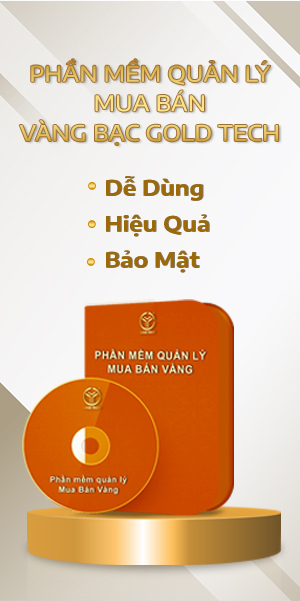 PHẦN MỀM QUẢN LÝ
MUA BÁN
VÀNG BẠC GOLD TECH
Dễ Dùng
Hiệu Quả
Bảo Mật
PHẦN MỀM QUẢN LÝ
MUA BÁN VÀNG
Phần mềm quản lý
Mua Bán Vàng